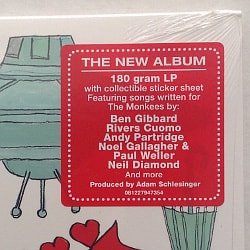 THE NEW ALBUM
180 gram LP
with collectible sticker sheet
Featuring songs written for
The Monkees by:
Ben Gibbard
Rivers Cuomo
Andy Partridge
Noel Gallagher &
Paul Weller
Neil Diamond
And more
Produced by Adam Schlesinger
081227947354